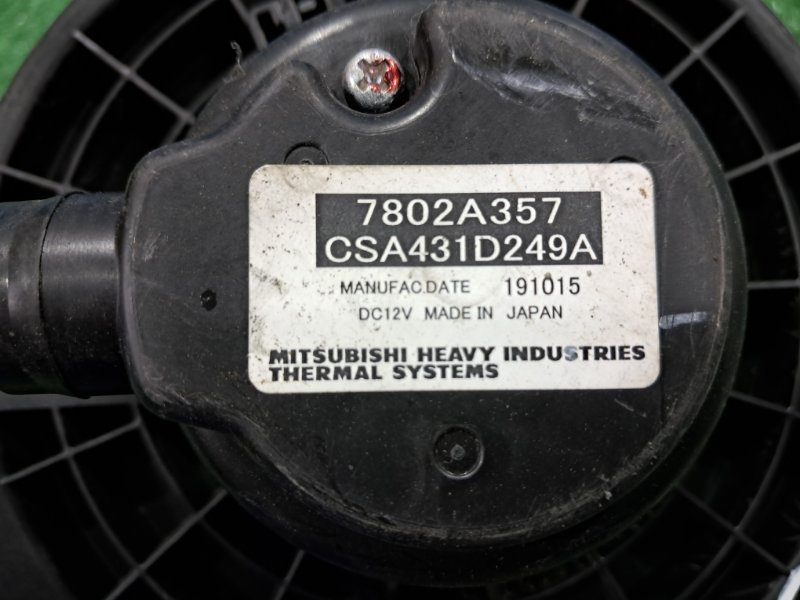 7802A357
CSA431D249A
MANUFAC.DATE 191015
DC12V MADE IN JAPAN
MITSUBISHI HEAVY INDUSTRIES
THERMAL SYSTEMS